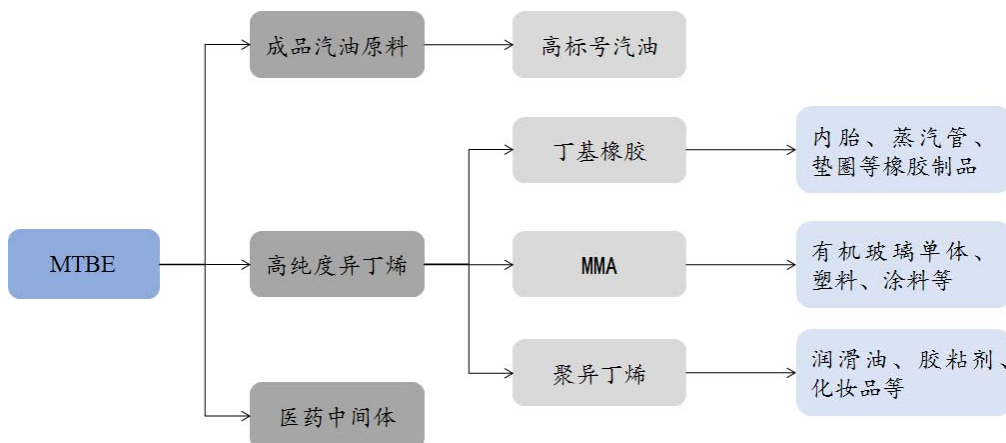 成品汽油原料
高标号汽油
丁基橡胶
内胎、蒸汽管、
垫圈等橡胶制品
MTBE
高纯度异丁烯
MMA
有机玻璃单体、
塑料、涂料等
聚异丁烯
润滑油、胶粘剂、
化妆品等
医药中间体